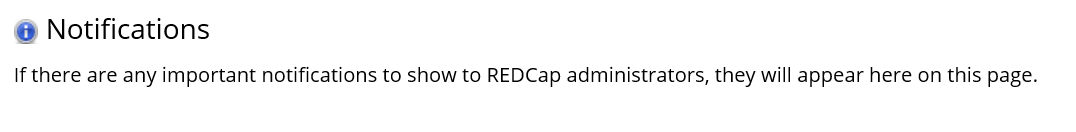 Notifications
If there are any important notifications to show to REDCap administrators, they will appear here on this page.